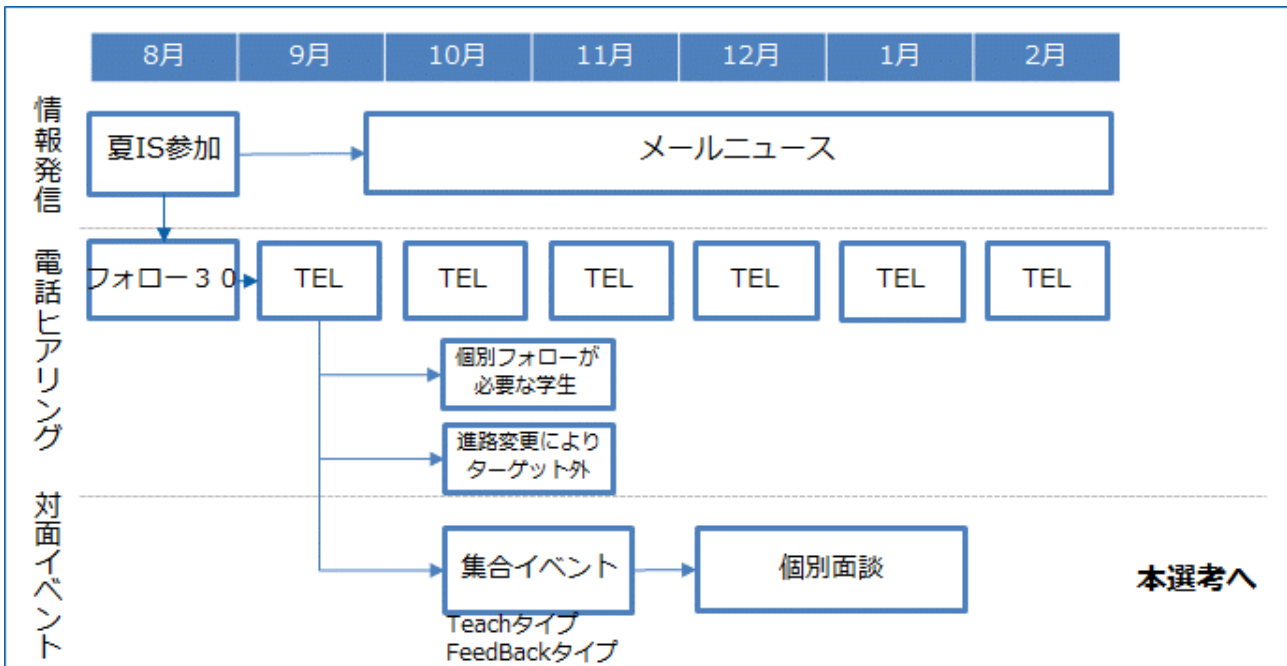 8月 9月 10月 11月 12月 1月 2月
情報発信
夏IS参加
メールニュース
電話ヒアリング
フォロー３０
TEL TEL TEL TEL TEL TEL
個別フォローが
必要な学生
進路変更により
ターゲット外
対面イベント
集合イベント
個別面談
本選考へ
Teachタイプ
FeedBackタイプ